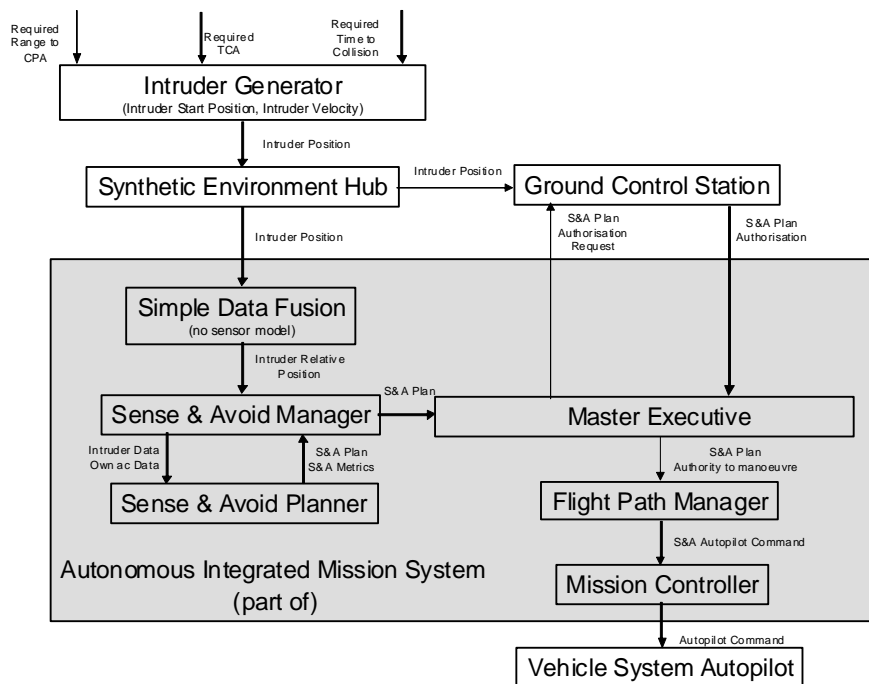 Required
Range to
CPA
Required
TCA
Required
Time to
Collision
Intruder Generator
(Intruder Start Position, Intruder Velocity)
Intruder Position
Synthetic Environment Hub
Intruder Position
Ground Control Station
Intruder Position
S&A Plan
Authorisation
Request
S&A Plan
Authorisation
Simple Data Fusion
(no sensor model)
Intruder Relative
Position
Sense & Avoid Manager
S&A Plan
Master Executive
Intruder Data
Own ac Data
S&A Plan
S&A Metrics
S&A Plan
Authority to manoeuvre
Sense & Avoid Planner
Flight Path Manager
S&A Autopilot Command
Autonomous Integrated Mission System
(part of)
Mission Controller
Autopilot Command
Vehicle System Autopilot